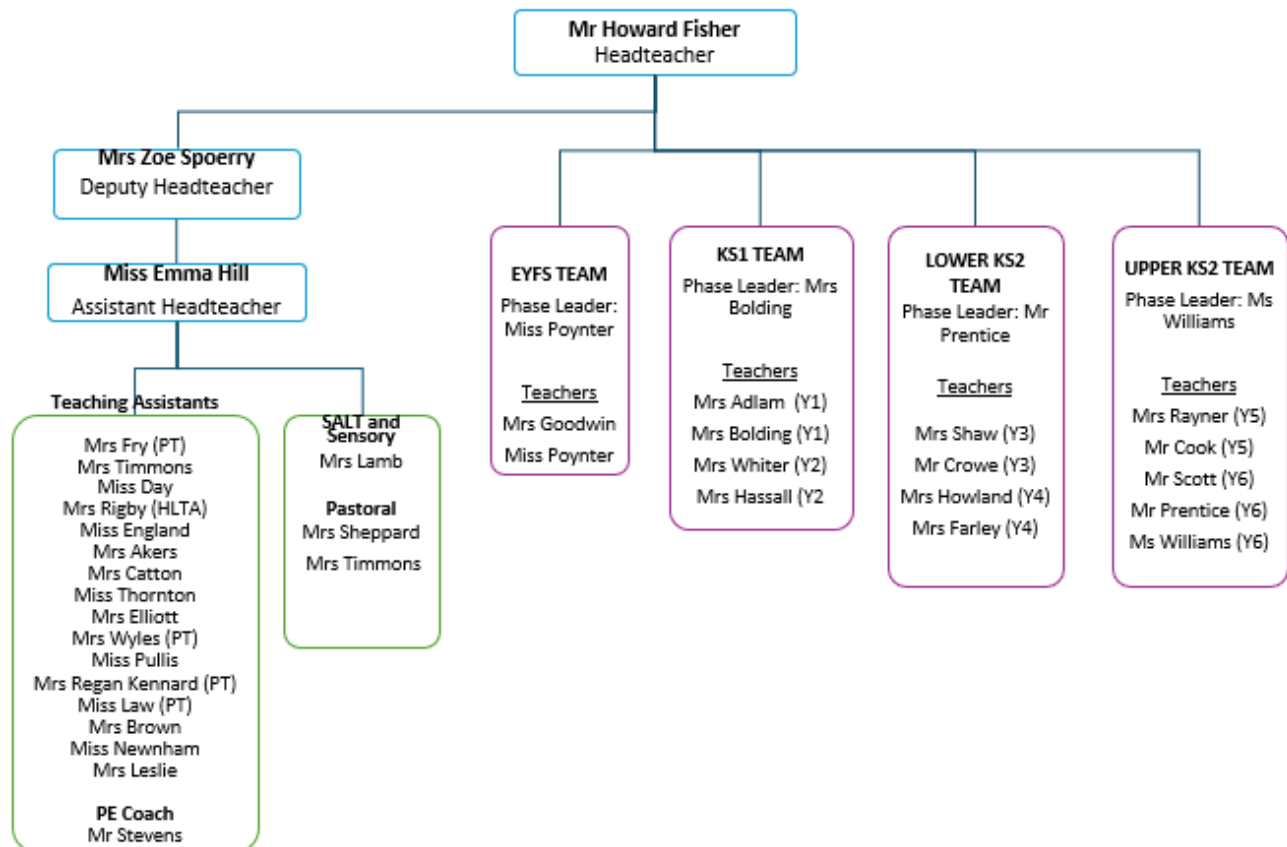 Mr Howard Fisher
Headteacher
Mrs Zoe Spoerry
Deputy Headteacher
Miss Emma Hill
Assistant Headteacher
Teaching Assistants
Mrs Fry (PT)
Mrs Timmons
Miss Day
Mrs Rigby (HLTA)
Miss England
Mrs Akers
Mrs Catton
Miss Thornton
Mrs Elliott
Mrs Wyles (PT)
Miss Pullis
Mrs Regan Kennard (PT)
Miss Law (PT)
Mrs Brown
Miss Newnham
Mrs Leslie
PE Coach
Mr Stevens
SALT and
Sensory
Mrs Lamb
Pastoral
Mrs Sheppard
Mrs Timmons
EYFS TEAM
Phase Leader:
Miss Poynter
Teachers
Mrs Goodwin
Miss Poynter
KS1 TEAM
Phase Leader: Mrs
Bolding
Teachers
Mrs Adlam (Y1)
Mrs Bolding (Y1)
Mrs Whiter (Y2)
Mrs Hassall (Y2
LOWER KS2
TEAM
Phase Leader: Mr
Prentice
Teachers
Mrs Shaw (Y3)
Mr Crowe (Y3)
Mrs Howland (Y4)
Mrs Farley (Y4)
UPPER KS2 TEAM
Phase Leader: Ms
Williams
Teachers
Mrs Rayner (Y5)
Mr Cook (Y5)
Mr Scott (Y6)
Mr Prentice (Y6)
Ms Williams (Y6)